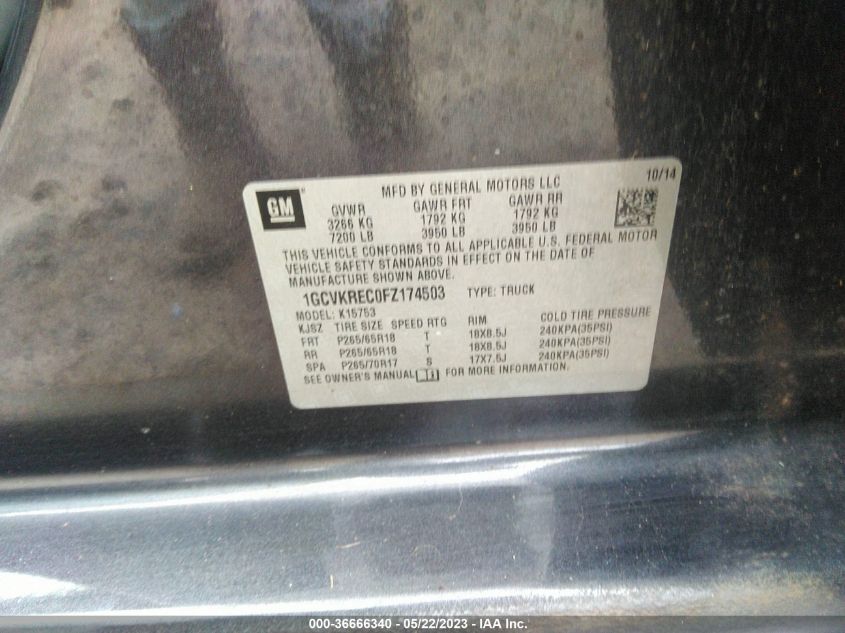 GM
MFD BY GENERAL MOTORS LLC 10/14
GVWR GAWR FRT GAWR RR
3266 KG 1792 KG 1792 KG
7200 LB 3950 LB 3950 LB
THIS VEHICLE CONFORMS TO ALL APPLICABLE U.S. FEDERAL MOTOR
VEHICLE SAFETY STANDARDS IN EFFECT ON THE DATE OF
MANUFACTURE SHOWN ABOVE.
1GCVKREC0FZ174503 TYPE: TRUCK
MODEL: K15753
KJSZ TIRE SIZE SPEED RTG RIM COLD TIRE PRESSURE
FRT P265/65R18 T 18X8.5J 240KPA(35PSI)
RR P265/65R18 T 18X8.5J 240KPA(35PSI)
SPA P265/70R17 S 17X7.5J 240KPA(35PSI)
SEE OWNER'S MANUAL FOR MORE INFORMATION.
000-36666340 - 05/22/2023 - IAA Inc.